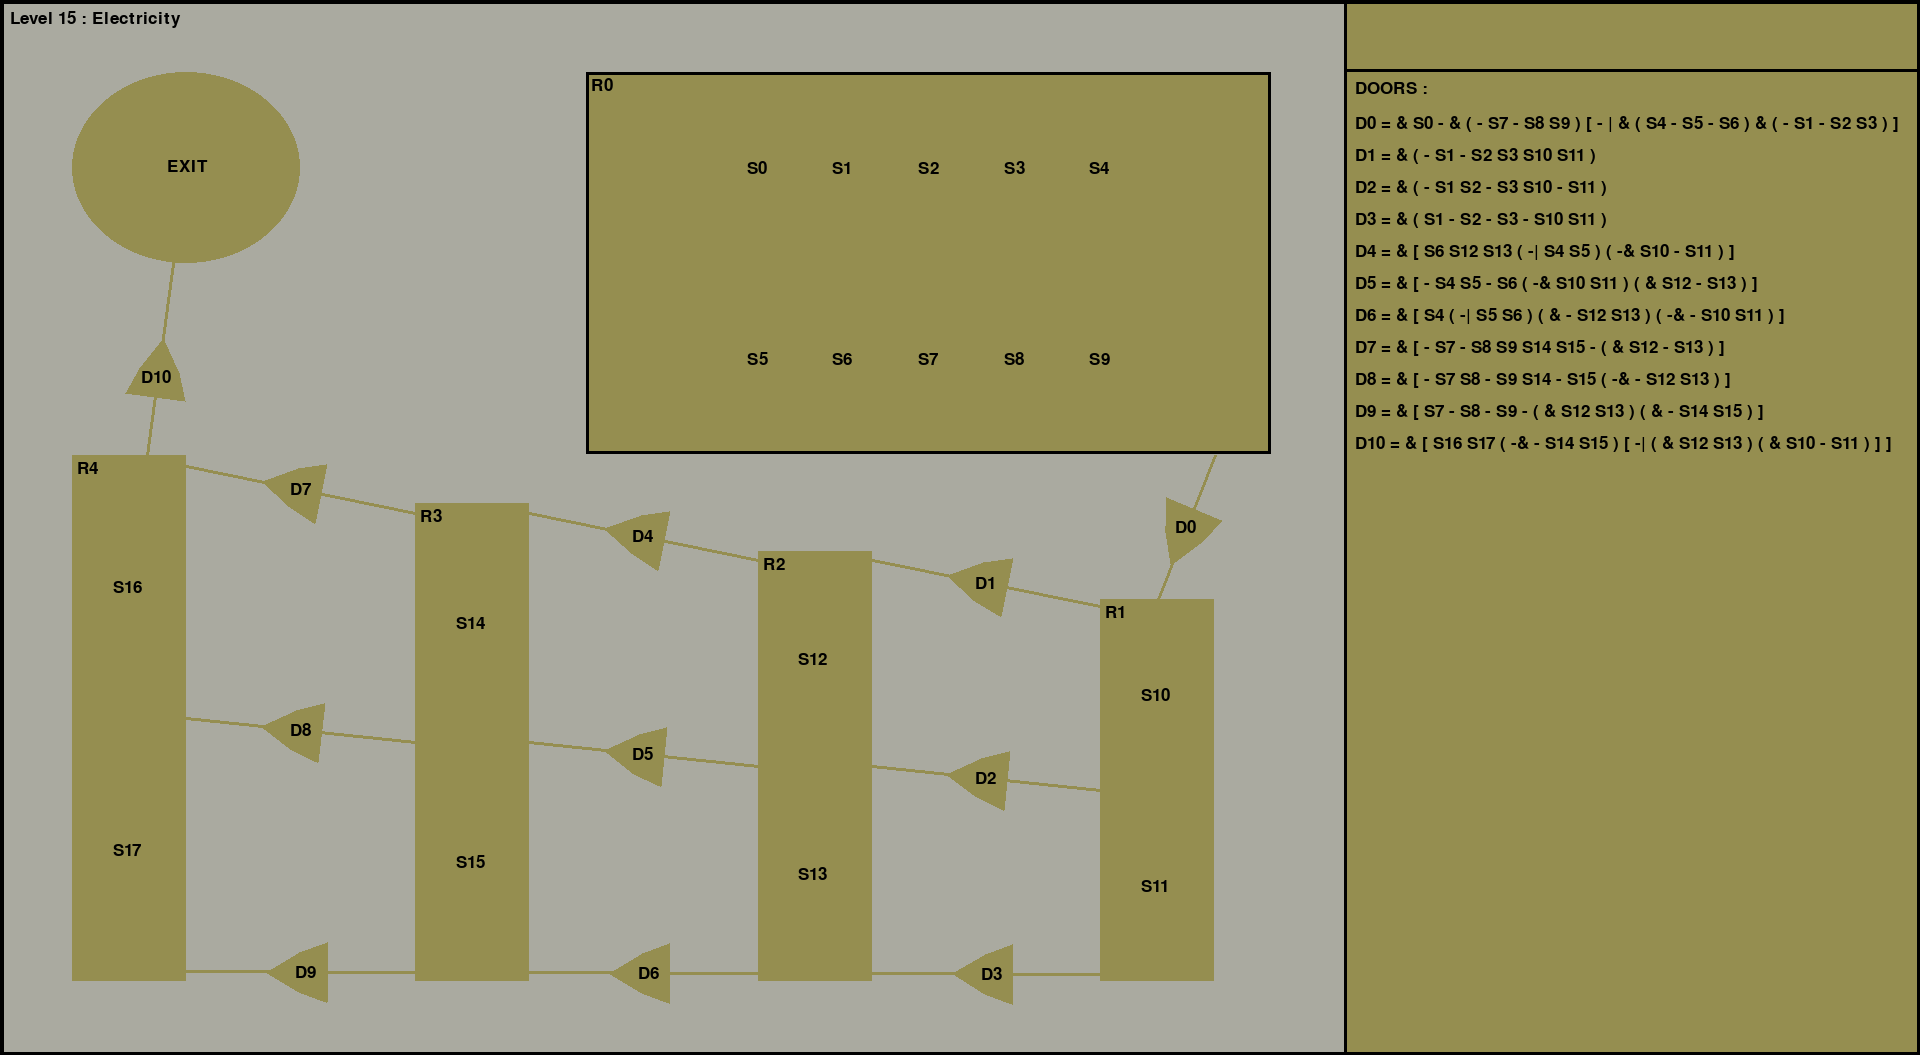 Level 15 : Electricity
R0
S0 S1 S2 S3 S4
S5 S6 S7 S8 S9
EXIT
D10
D0
R4
D7
R3
D4
R2
D1
R1
S16
S14
S12
S10
D8
D5
D2
S17
S15
S13
S11
D9
D6
D3
DOORS :
D0 = & S0 - & ( - S7 - S8 S9 ) [ - | & ( S4 - S5 - S6 ) & ( - S1 - S2 S3 ) ]
D1 = & ( - S1 - S2 S3 S10 S11 )
D2 = & ( - S1 S2 - S3 S10 - S11 )
D3 = & ( S1 - S2 - S3 - S10 S11 )
D4 = & [ S6 S12 S13 ( -| S4 S5 ) ( -& S10 - S11 ) ]
D5 = & [ - S4 S5 - S6 ( -& S10 S11 ) ( & S12 - S13 ) ]
D6 = & [ S4 ( -| S5 S6 ) ( & - S12 S13 ) ( -& - S10 S11 ) ]
D7 = & [ - S7 - S8 S9 S14 S15 - ( & S12 - S13 ) ]
D8 = & [ - S7 S8 - S9 S14 - S15 ( -& - S12 S13 ) ]
D9 = & [ S7 - S8 - S9 - ( & S12 S13 ) ( & - S14 S15 ) ]
D10 = & [ S16 S17 ( -& - S14 S15 ) [ -| ( & S12 S13 ) ( & S10 - S11 ) ] ]